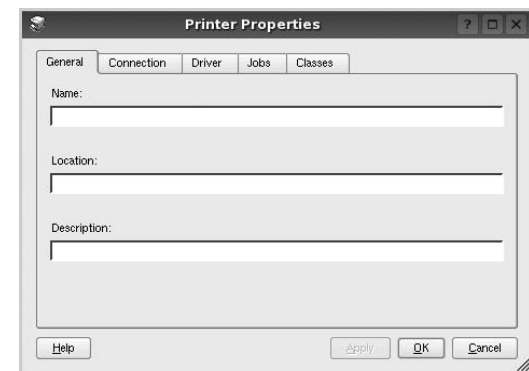 Printer Properties ?
General Connection Driver Jobs Classes
Name:
Location:
Description:
Help Apply OK Cancel